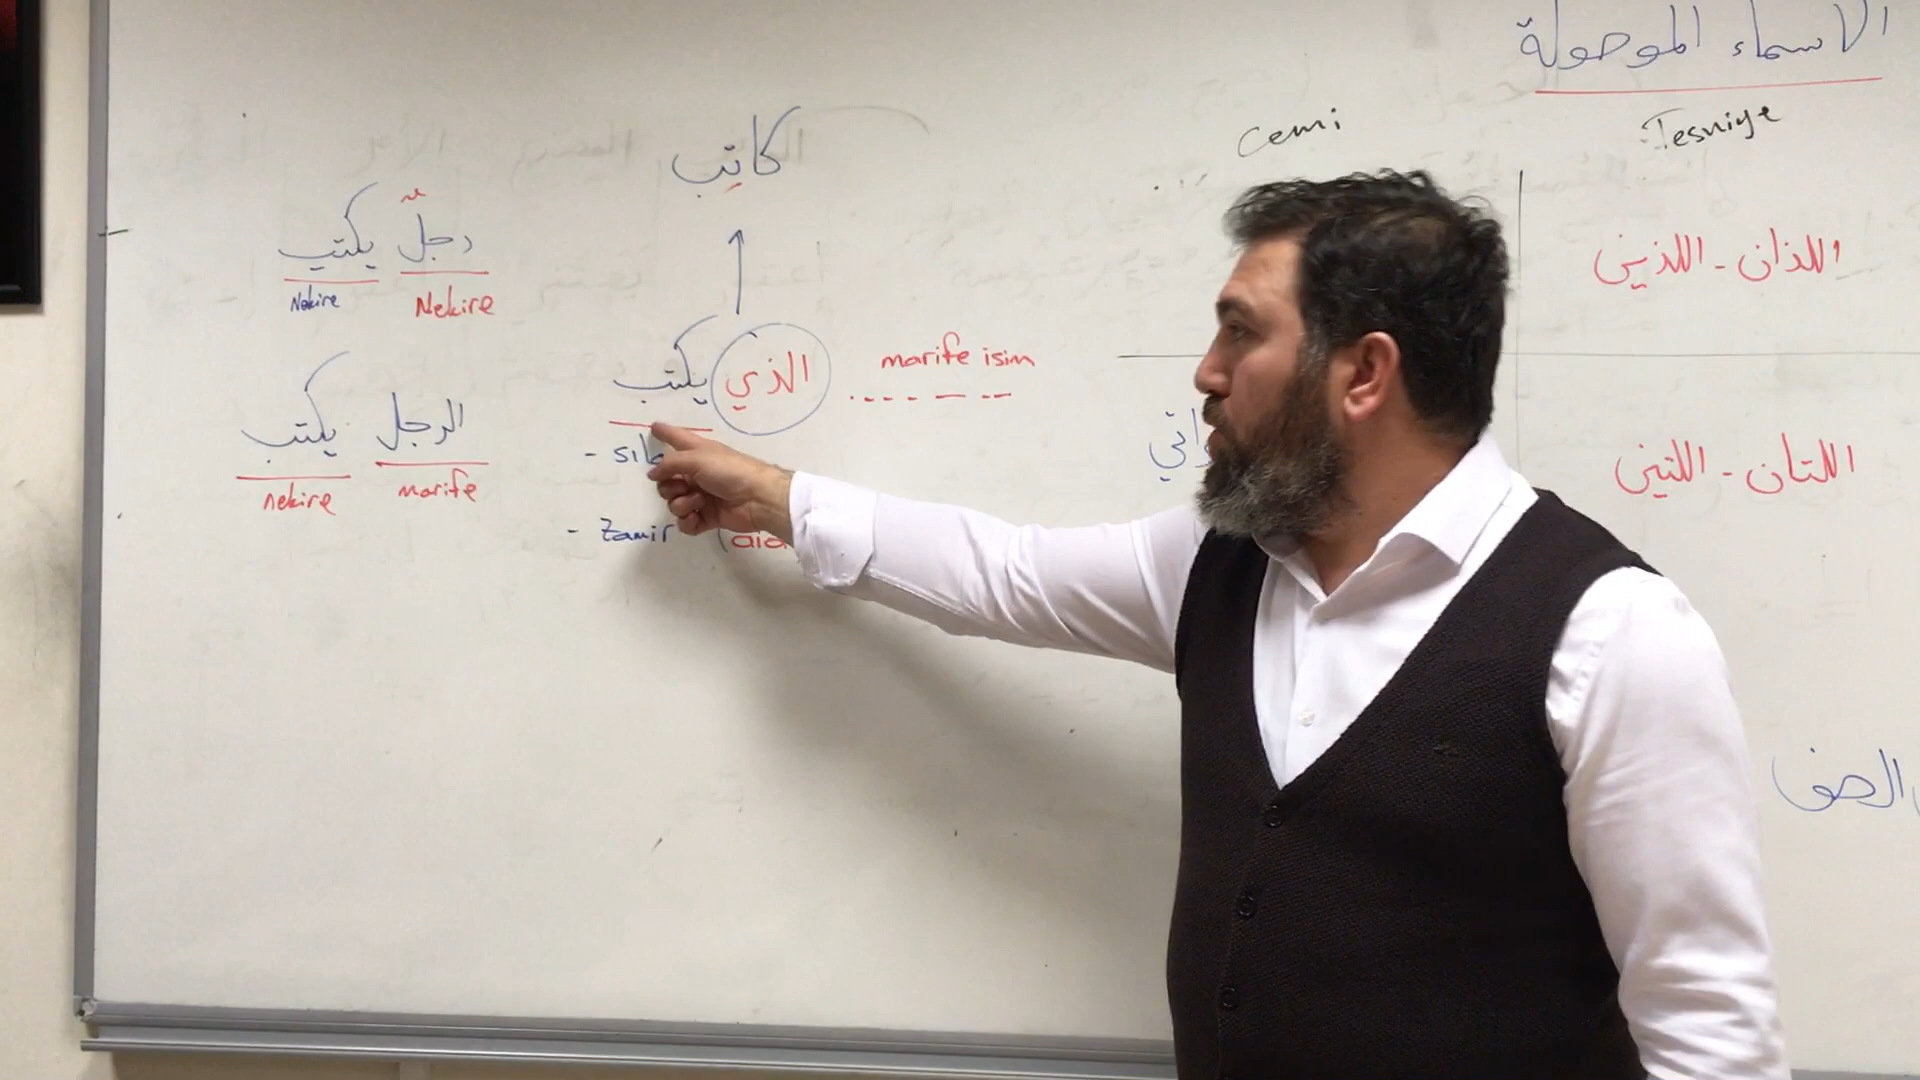 الاسماء الموصولة
Cemi Tesniye
اللذان - اللذين
اللتان - اللتين
كاتِب
رجلٌ يكتب
Nekire Nekire
marife isim
الذي يكتب
الرجل يكتب
marife nekire
- Zamir
الصف